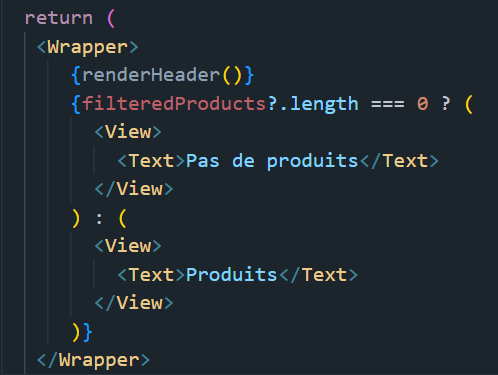 return (
<Wrapper>
{renderHeader()}
{filteredProducts?.length === 0 ? (
<View>
<Text>Pas de produits</Text>
</View>
) : (
<View>
<Text>Produits</Text>
</View>
)}
</Wrapper>